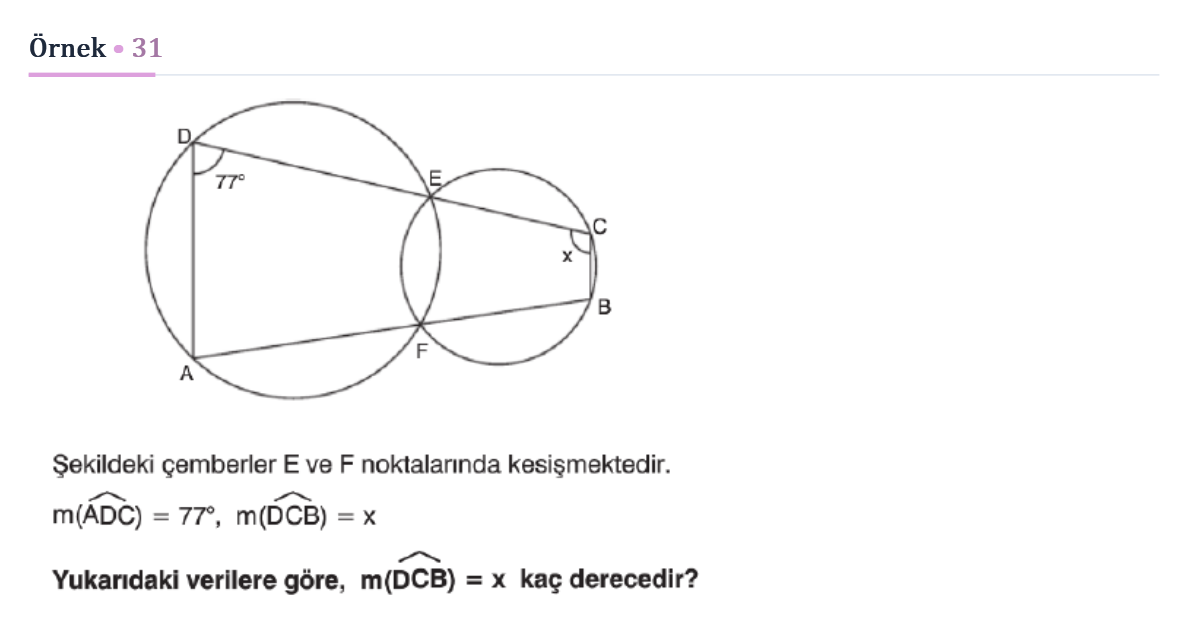 Örnek • 31
D
77°
E
C
x
B
F
A
Şekildeki çemberler E ve F noktalarında kesişmektedir.
m(ADC) = 77°, m(DCB) = x
Yukarıdaki verilere göre, m(DCB) = x kaç derecedir?